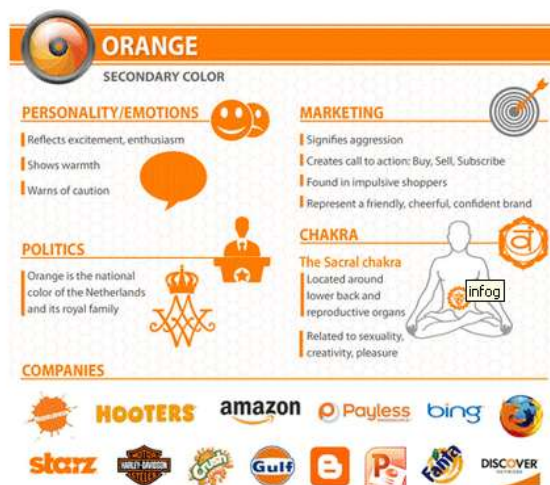 ORANGE
SECONDARY COLOR
PERSONALITY/EMOTIONS
Reflects excitement, enthusiasm
Shows warmth
Warns of caution
MARKETING
Signifies aggression
Creates call to action: Buy, Sell, Subscribe
Found in impulsive shoppers
Represent a friendly, cheerful, confident brand
POLITICS
Orange is the national
color of the Netherlands
and its royal family
CHAKRA
The Sacral chakra
Located around
lower back and
reproductive organs
Related to sexuality,
creativity, pleasure
infog
COMPANIES
HOOTERS amazon Payless bing
starz MOTOR HARLEY-DAVIDSON CYCLES Crush Gulf B P Fanta DISCOVER
NETWORK